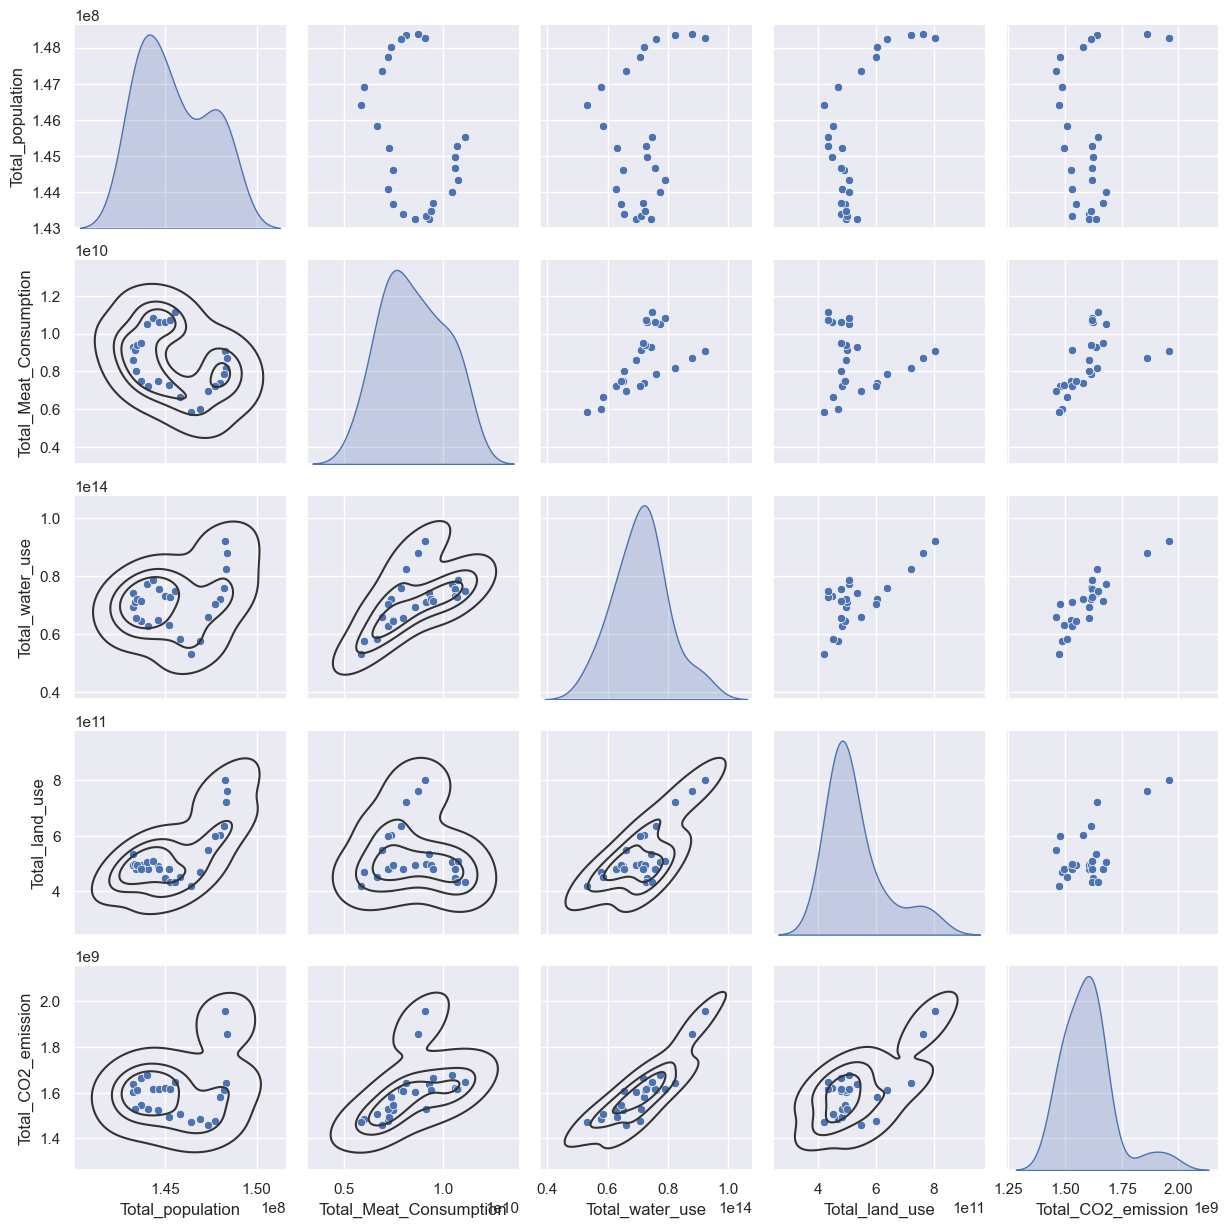 1e8
1.48
1.47
1.46
1.45
1.44
1.43
Total_population
1e10
1.2
1.0
0.8
0.6
0.4
Total_Meat_Consumption
1e14
1.0
0.8
0.6
0.4
Total_water_use
1e11
8
6
4
Total_land_use
1e9
2.0
1.8
1.6
1.4
Total_CO2_emission
1.45 1.50 0.5 1.0 0.4 0.6 0.8 1.0 4 6 8 1.25 1.50 1.75 2.00
Total_population 1e8 Total_Meat_Consumption 1e10 Total_water_use 1e14 Total_land_use 1e11 Total_CO2_emission 1e9